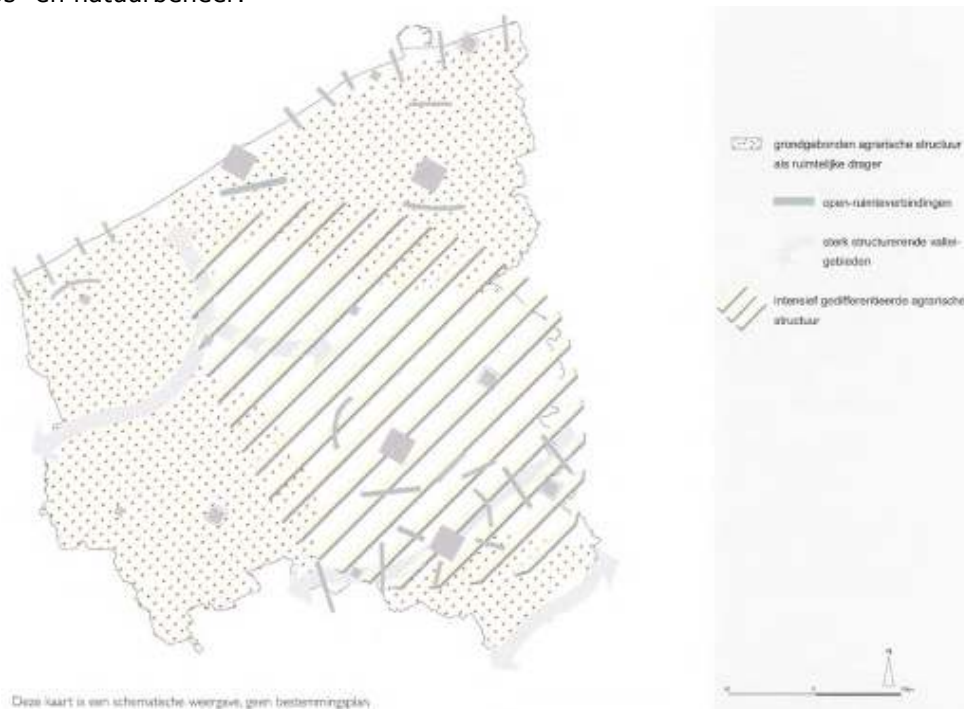 en natuurbeheer.
grondgebonden agrarische structuur
als ruimtelijke drager
open-ruimteverbindingen
sterk structurerende vallei-
gebieden
intensief gedifferentieerde agrarische
structuur
N
Deze kaart is een schematische weergave, geen bestemmingsplan